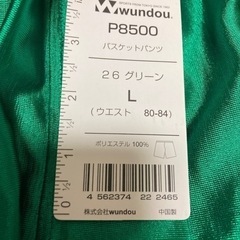 wundou
P8500
バスケットパンツ
26 グリーン
L
(ウエスト 80-84)
ポリエステル 100%
4 562374 222465
株式会社wundou 中国製